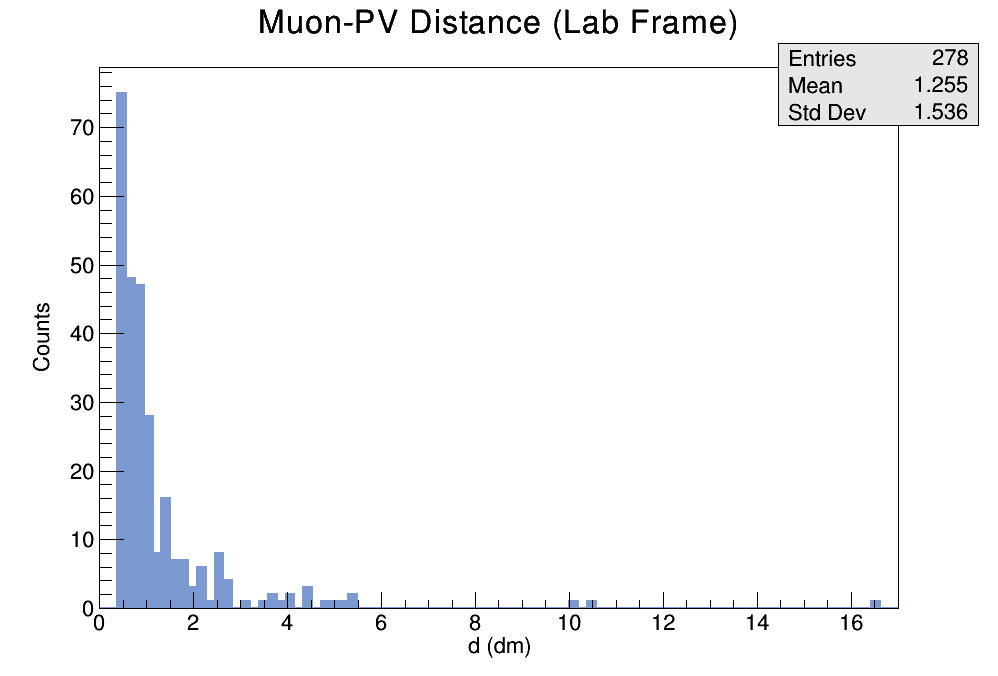 Muon-PV Distance (Lab Frame)
Entries 278
Mean 1.255
Std Dev 1.536
Counts
70
60
50
40
30
20
10
0
0 2 4 6 8 10 12 14 16
d (dm)